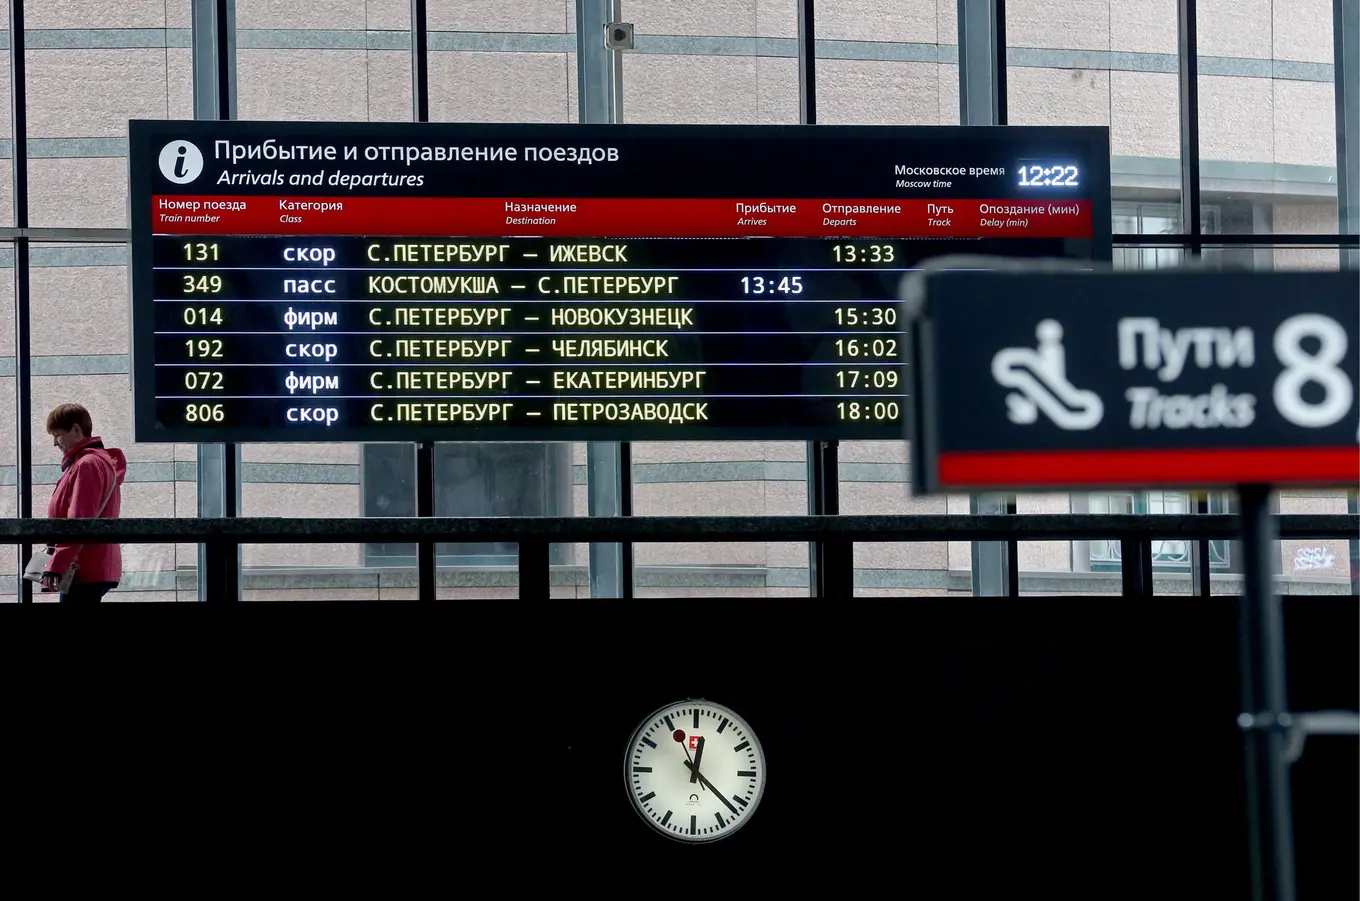 Прибытие и отправление поездов
Arrivals and departures
Московское время 12:22
Moscow time
Номер поезда Категория Назначение Прибытие Отправление Путь Опоздание (мин)
Train number Class Destination Arrives Departs Track Delay (min)
131 скор С.ПЕТЕРБУРГ – ИЖЕВСК 13:33
349 пасс КОСТОМУКША – С.ПЕТЕРБУРГ 13:45
014 фирм С.ПЕТЕРБУРГ – НОВОКУЗНЕЦК 15:30
192 скор С.ПЕТЕРБУРГ – ЧЕЛЯБИНСК 16:02
072 фирм С.ПЕТЕРБУРГ – ЕКАТЕРИНБУРГ 17:09
806 скор С.ПЕТЕРБУРГ – ПЕТРОЗАВОДСК 18:00
Пути 8
Tracks